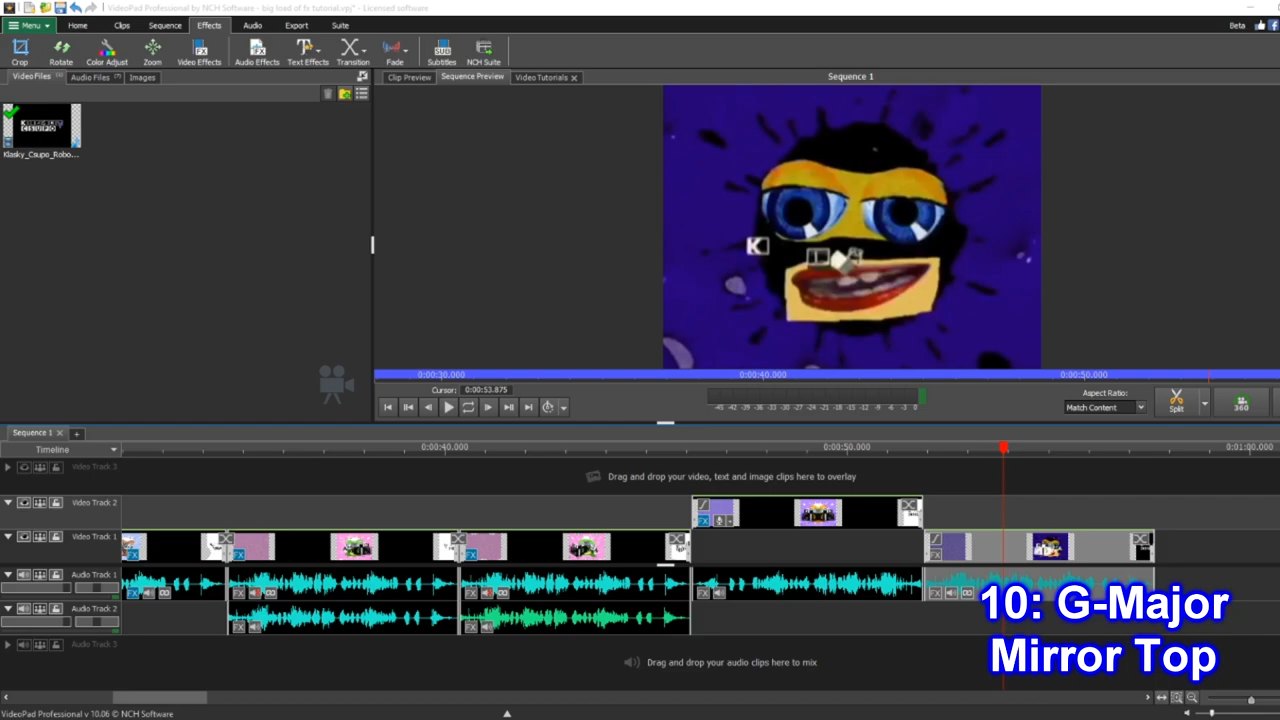 VideoPad Professional by NCH Software - big load of fx tutorial.vpj* - Licensed software
Menu Home Clips Sequence Effects Audio Export Suite Beta
Crop Rotate Color Adjust Zoom Video Effects Audio Effects Text Effects Transition Fade Subtitles NCH Suite
Video Files Audio Files Images Clip Preview Sequence Preview Video Tutorials Sequence 1
Klasky_Csupo_Robo...
K
0:00:30.000 0:00:40.000 0:00:50.000
Cursor: 0:00:53.875
-45 -42 -39 -36 -33 -30 -27 -24 -21 -18 -15 -12 -9 -6 -3 0
Aspect Ratio:
Match Content
Split 360
Sequence 1
Timeline 0:00:40.000 0:00:50.000 0:01:00.000
Video Track 3 Drag and drop your video, text and image clips here to overlay
Video Track 2
Video Track 1
Audio Track 1
Audio Track 2
Audio Track 3 Drag and drop your audio clips here to mix
10: G-Major
Mirror Top
VideoPad Professional v 10.06 © NCH Software